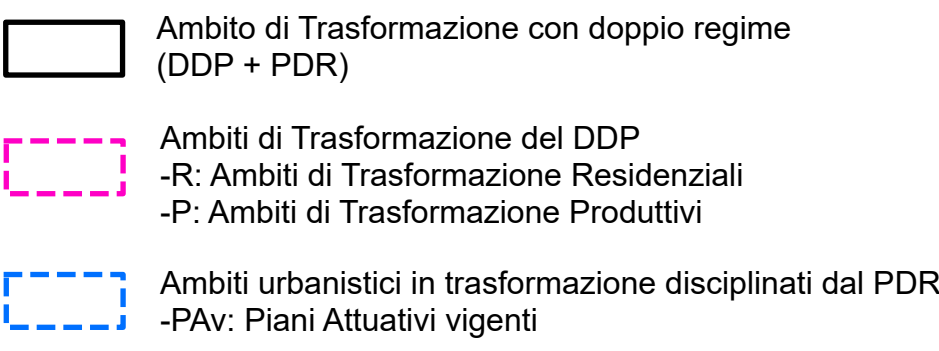 Ambito di Trasformazione con doppio regime
(DDP + PDR)
Ambiti di Trasformazione del DDP
-R: Ambiti di Trasformazione Residenziali
-P: Ambiti di Trasformazione Produttivi
Ambiti urbanistici in trasformazione disciplinati dal PDR
-PAv: Piani Attuativi vigenti